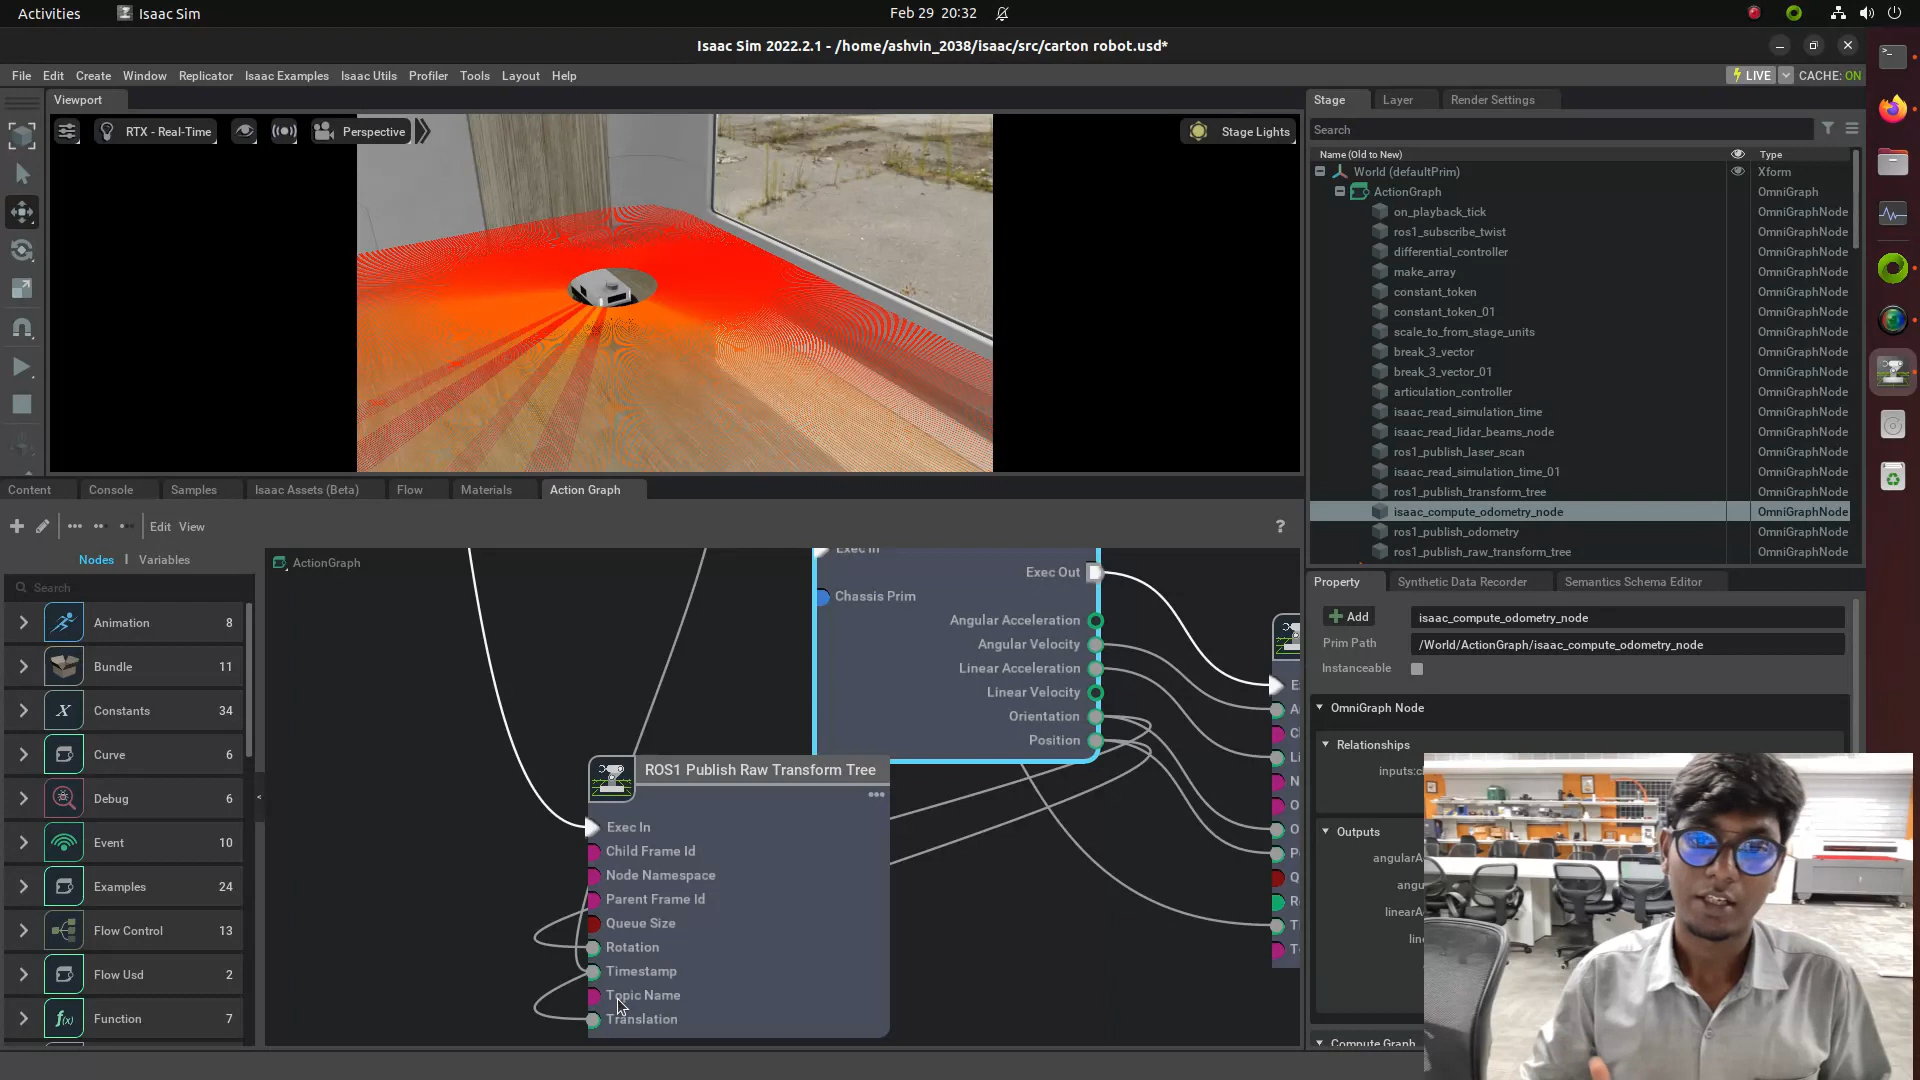 Activities
Isaac Sim
Feb 29 20:32
Isaac Sim 2022.2.1 - /home/ashvin_2038/isaac/src/carton robot.usd*
File
Edit
Create
Window
Replicator
Isaac Examples
Isaac Utils
Profiler
Tools
Layout
Help
LIVE
CACHE: ON
Viewport
RTX - Real-Time
Perspective
Stage Lights
Stage
Layer
Render Settings
Search
Name (Old to New)
Type
World (defaultPrim)
Xform
ActionGraph
OmniGraph
on_playback_tick
OmniGraphNode
ros1_subscribe_twist
OmniGraphNode
differential_controller
OmniGraphNode
make_array
OmniGraphNode
constant_token
OmniGraphNode
constant_token_01
OmniGraphNode
scale_to_from_stage_units
OmniGraphNode
break_3_vector
OmniGraphNode
break_3_vector_01
OmniGraphNode
articulation_controller
OmniGraphNode
isaac_read_simulation_time
OmniGraphNode
isaac_read_lidar_beams_node
OmniGraphNode
ros1_publish_laser_scan
OmniGraphNode
isaac_read_simulation_time_01
OmniGraphNode
ros1_publish_transform_tree
OmniGraphNode
isaac_compute_odometry_node
OmniGraphNode
ros1_publish_odometry
OmniGraphNode
ros1_publish_raw_transform_tree
OmniGraphNode
Content
Console
Samples
Isaac Assets (Beta)
Flow
Materials
Action Graph
Edit
View
?
Nodes
Variables
Search
Animation 8
Bundle 11
Constants 34
Curve 6
Debug 6
Event 10
Examples 24
Flow Control 13
Flow Usd 2
Function 7
ActionGraph
Exec In
Exec Out
Chassis Prim
Angular Acceleration
Angular Velocity
Linear Acceleration
Linear Velocity
Orientation
Position
ROS1 Publish Raw Transform Tree
Exec In
Child Frame Id
Node Namespace
Parent Frame Id
Queue Size
Rotation
Timestamp
Topic Name
Translation
Property
Synthetic Data Recorder
Semantics Schema Editor
Add
isaac_compute_odometry_node
Prim Path
/World/ActionGraph/isaac_compute_odometry_node
Instanceable
OmniGraph Node
Relationships
inputs:c
Outputs
angularA
angu
linearA
line
Compute Graph